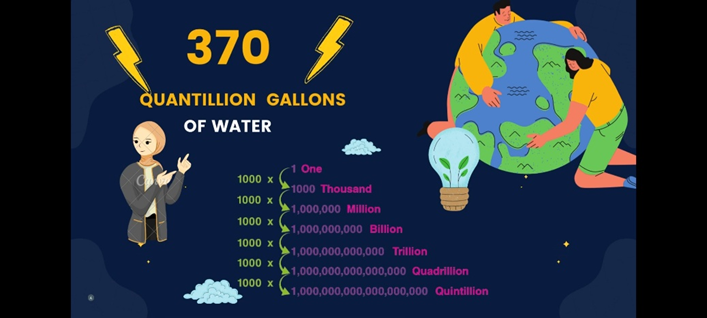 370
QUANTILLION GALLONS
OF WATER
1 One
1000 x
1000 Thousand
1000 x
1,000,000 Million
1000 x
1,000,000,000 Billion
1000 x
1,000,000,000,000 Trillion
1000 x
1,000,000,000,000,000 Quadrillion
1000 x
1,000,000,000,000,000,000 Quintillion